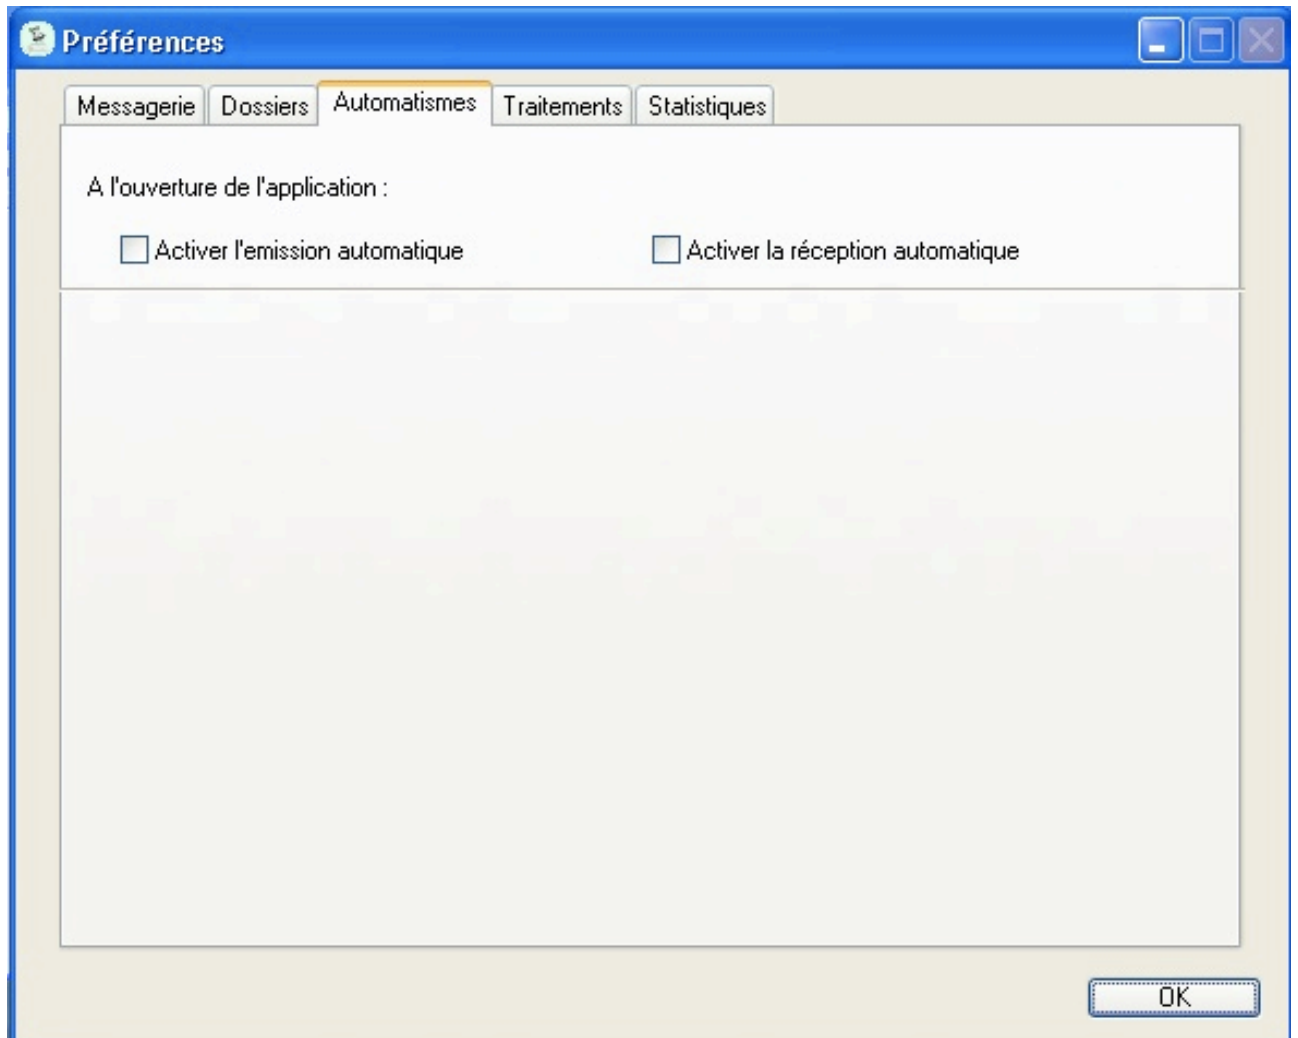 Préférences
Messagerie Dossiers Automatismes Traitements Statistiques
A l'ouverture de l'application :
Activer l'emission automatique Activer la réception automatique
OK